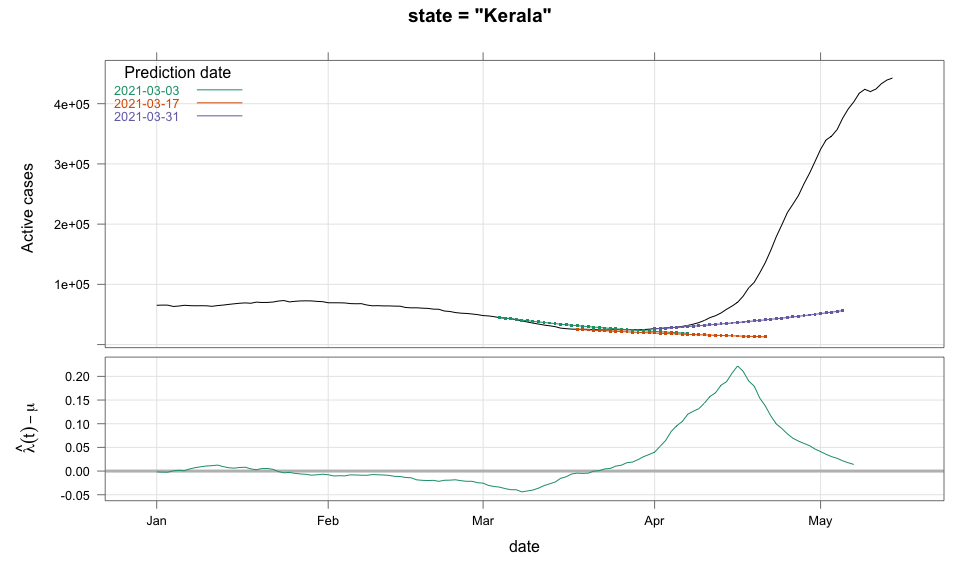 state = "Kerala"
Prediction date
2021-03-03
2021-03-17
2021-03-31
Active cases
4e+05
3e+05
2e+05
1e+05
λ̂(t) − μ
0.20
0.15
0.10
0.05
0.00
-0.05
Jan Feb Mar Apr May
date